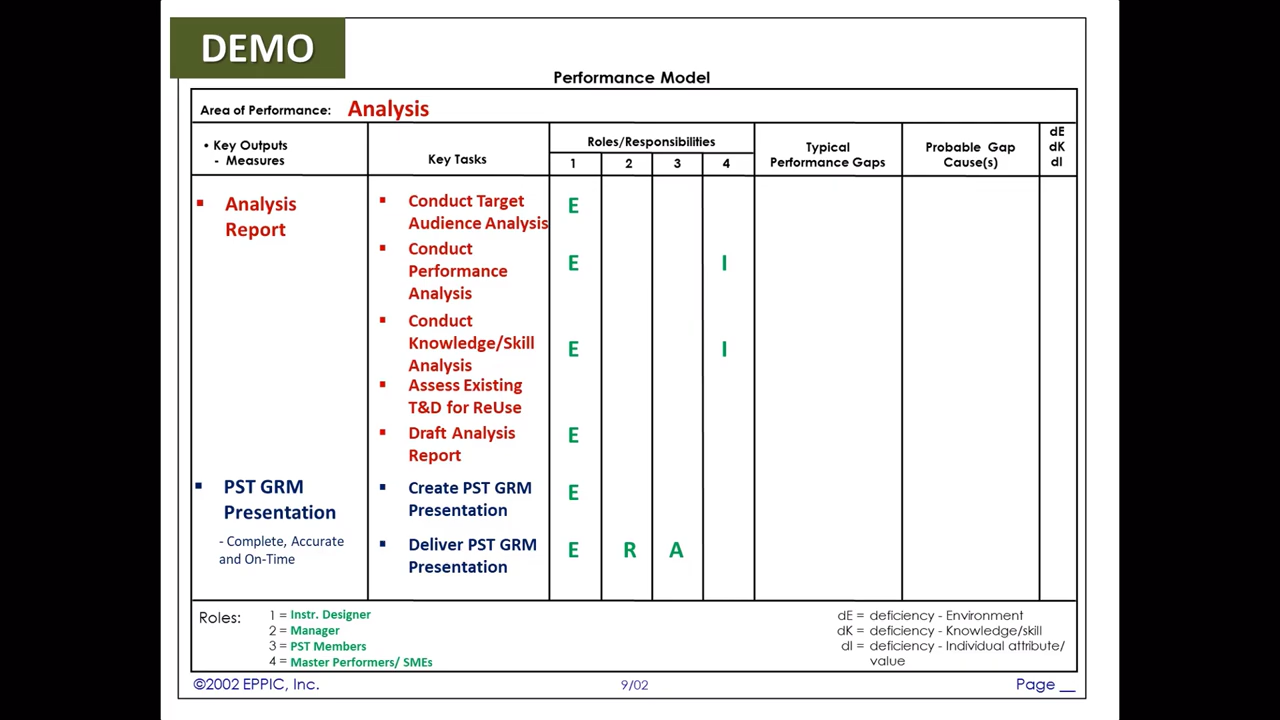 DEMO
Performance Model
Area of Performance: Analysis
• Key Outputs
- Measures
Key Tasks
Roles/Responsibilities
1 2 3 4
Typical
Performance Gaps
Probable Gap
Cause(s)
dE
dK
dI
▪ Analysis
Report
▪ Conduct Target
Audience Analysis
E
▪ Conduct
Performance
Analysis
E I
▪ Conduct
Knowledge/Skill
Analysis
E I
▪ Assess Existing
T&D for ReUse
▪ Draft Analysis
Report
E
▪ PST GRM
Presentation
- Complete, Accurate
and On-Time
▪ Create PST GRM
Presentation
E
▪ Deliver PST GRM
Presentation
E R A
Roles:
1 = Instr. Designer
2 = Manager
3 = PST Members
4 = Master Performers/ SMEs
dE = deficiency - Environment
dK = deficiency - Knowledge/skill
dI = deficiency - Individual attribute/
value
©2002 EPPIC, Inc.
9/02
Page __